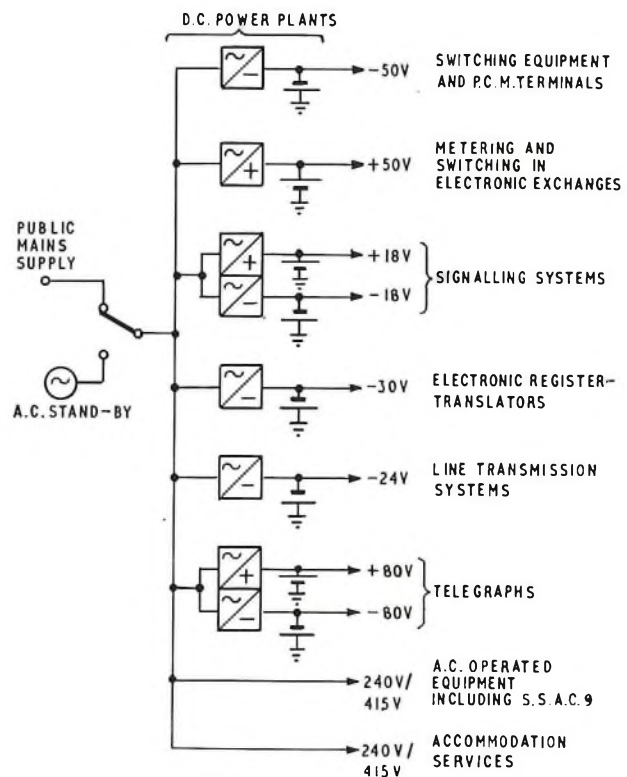 D.C. POWER PLANTS
-50V
SWITCHING EQUIPMENT
AND P.C.M. TERMINALS
+50V
METERING AND
SWITCHING IN
ELECTRONIC EXCHANGES
PUBLIC
MAINS
SUPPLY
+18V
-18V
SIGNALLING SYSTEMS
A.C. STAND-BY
-30V
ELECTRONIC REGISTER-
TRANSLATORS
-24V
LINE TRANSMISSION
SYSTEMS
+80V
-80V
TELEGRAPHS
240V/
415V
A.C. OPERATED
EQUIPMENT
INCLUDING S.S.A.C.9
240V/
415V
ACCOMMODATION
SERVICES